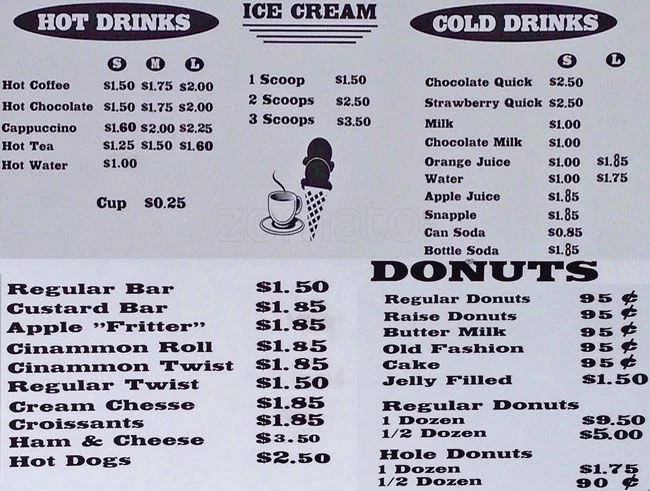 HOT DRINKS
S M L
Hot Coffee $1.50 $1.75 $2.00
Hot Chocolate $1.50 $1.75 $2.00
Cappuccino $1.60 $2.00 $2.25
Hot Tea $1.25 $1.50 $1.60
Hot Water $1.00
Cup $0.25
ICE CREAM
1 Scoop $1.50
2 Scoops $2.50
3 Scoops $3.50
COLD DRINKS
S L
Chocolate Quick $2.50
Strawberry Quick $2.50
Milk $1.00
Chocolate Milk $1.00
Orange Juice $1.00 $1.85
Water $1.00 $1.75
Apple Juice $1.85
Snapple $1.85
Can Soda $0.85
Bottle Soda $1.85
zomato
Regular Bar $1.50
Custard Bar $1.85
Apple "Fritter" $1.85
Cinammon Roll $1.85
Cinammon Twist $1.85
Regular Twist $1.50
Cream Chesse $1.85
Croissants $1.85
Ham & Cheese $3.50
Hot Dogs $2.50
DONUTS
Regular Donuts 95 ¢
Raise Donuts 95 ¢
Butter Milk 95 ¢
Old Fashion 95 ¢
Cake 95 ¢
Jelly Filled $1.50
Regular Donuts
1 Dozen $9.50
1/2 Dozen $5.00
Hole Donuts
1 Dozen $1.75
1/2 Dozen 90 ¢